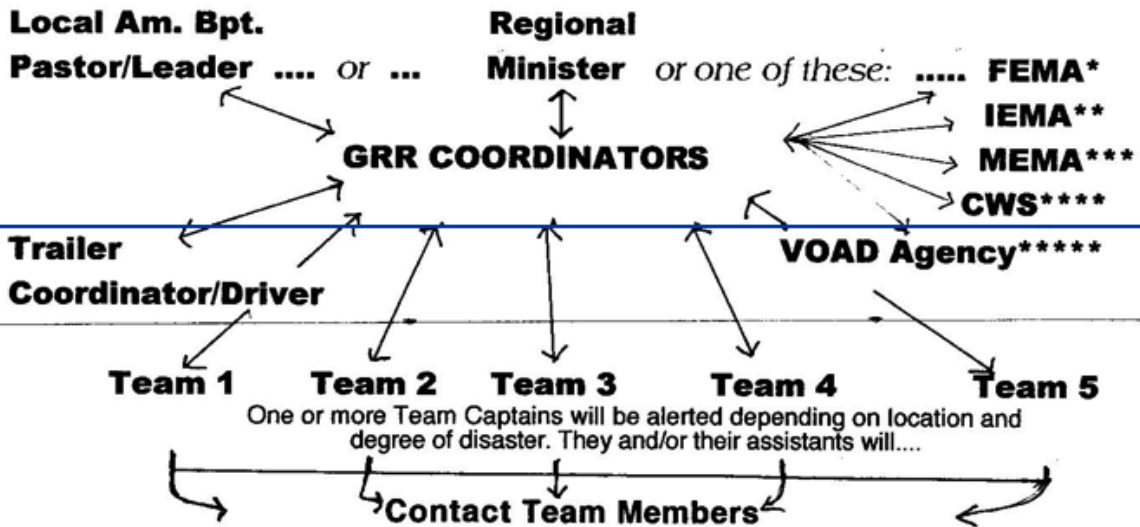 Local Am. Bpt. Regional
Pastor/Leader .... or ... Minister or one of these: ..... FEMA*
IEMA**
GRR COORDINATORS MEMA***
CWS****
Trailer VOAD Agency*****
Coordinator/Driver
Team 1 Team 2 Team 3 Team 4 Team 5
One or more Team Captains will be alerted depending on location and
degree of disaster. They and/or their assistants will....
Contact Team Members